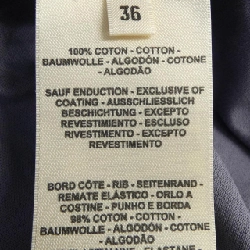 36
100% COTON - COTTON -
BAUMWOLLE - ALGODÓN - COTONE
- ALGODÃO
SAUF ENDUCTION - EXCLUSIVE OF
COATING - AUSSCHLIESSLICH
BESCHICHTUNG - EXCEPTO
REVESTIMIENTO - ESCLUSO
RIVESTIMENTO - EXCEPTO
REVESTIMENTO
BORD CÔTE - RIB - SEITENRAND -
REMATE ELÁSTICO - ORLO A
COSTINE - PUNHO E BORDA
98% COTON - COTTON -
BAUMWOLLE - ALGODÓN - COTONE
- ALGODÃO